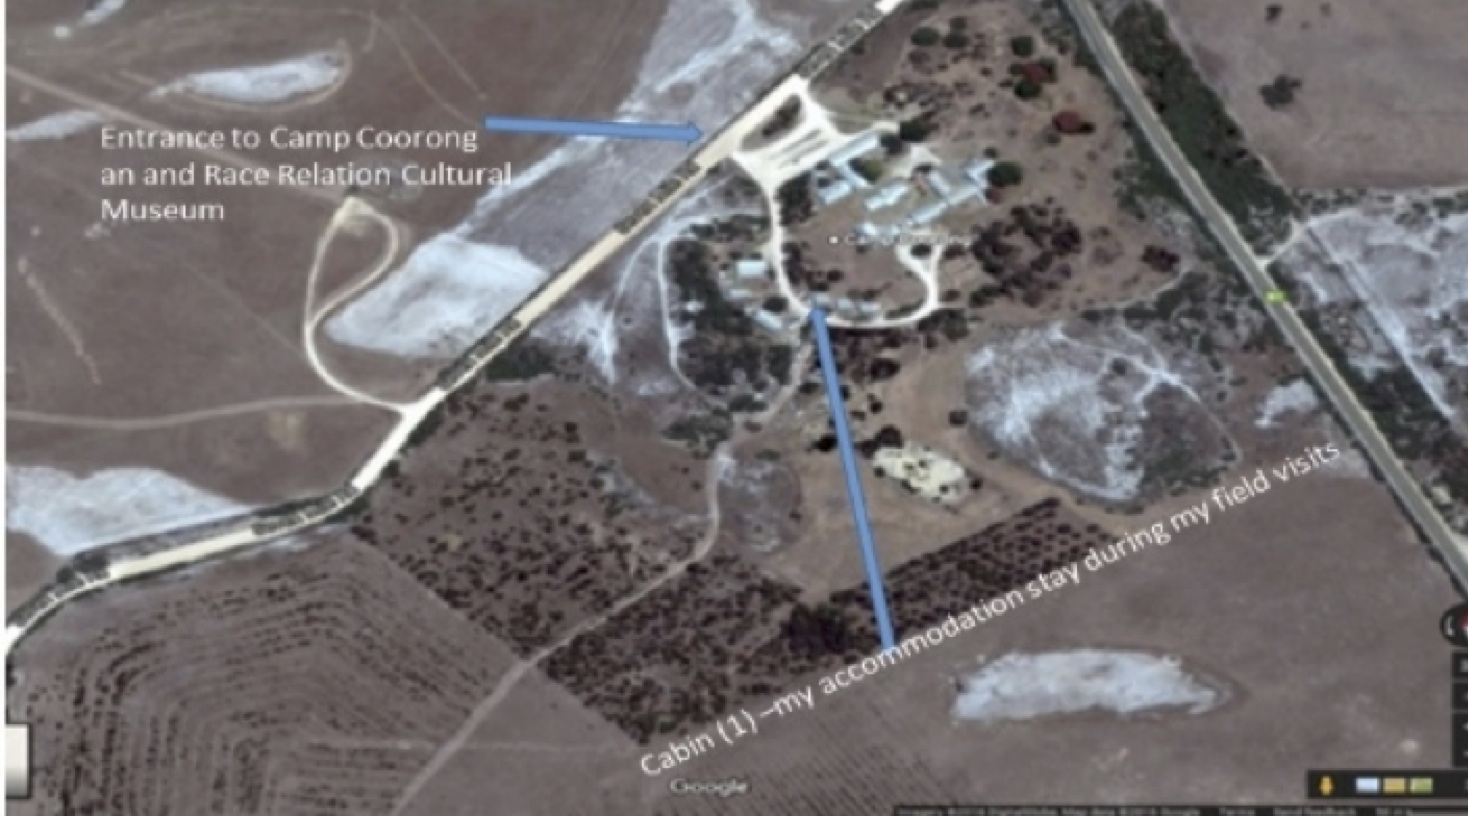 Entrance to Camp Coorong
an and Race Relation Cultural
Museum
Cabin (1) –my accommodation stay during my field visits
Google